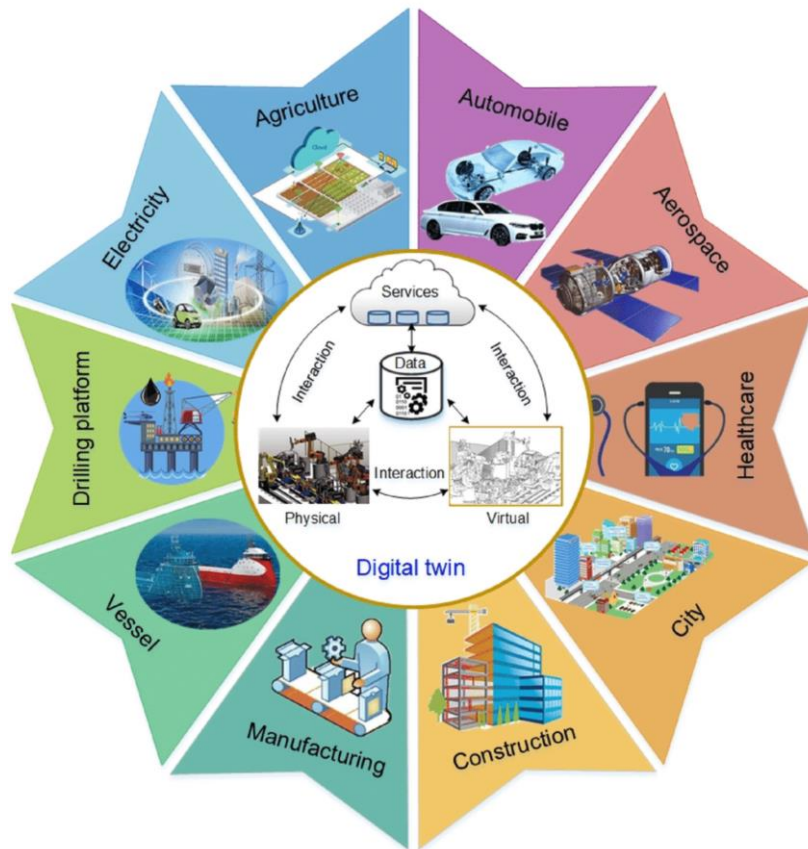 Agriculture
Automobile
Cloud
Electricity
Aerospace
Services
Interaction
Interaction
Data
Drilling platform
Healthcare
Interaction
Physical
Virtual
Digital twin
Vessel
City
Manufacturing
Construction